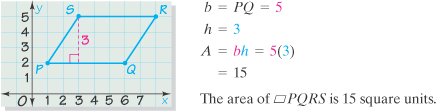 y
S
R
5
4
3
3
2
P
Q
1
O 1 2 3 4 5 6 7 x
b = PQ = 5
h = 3
A = bh = 5(3)
= 15
The area of ▱PQRS is 15 square units.